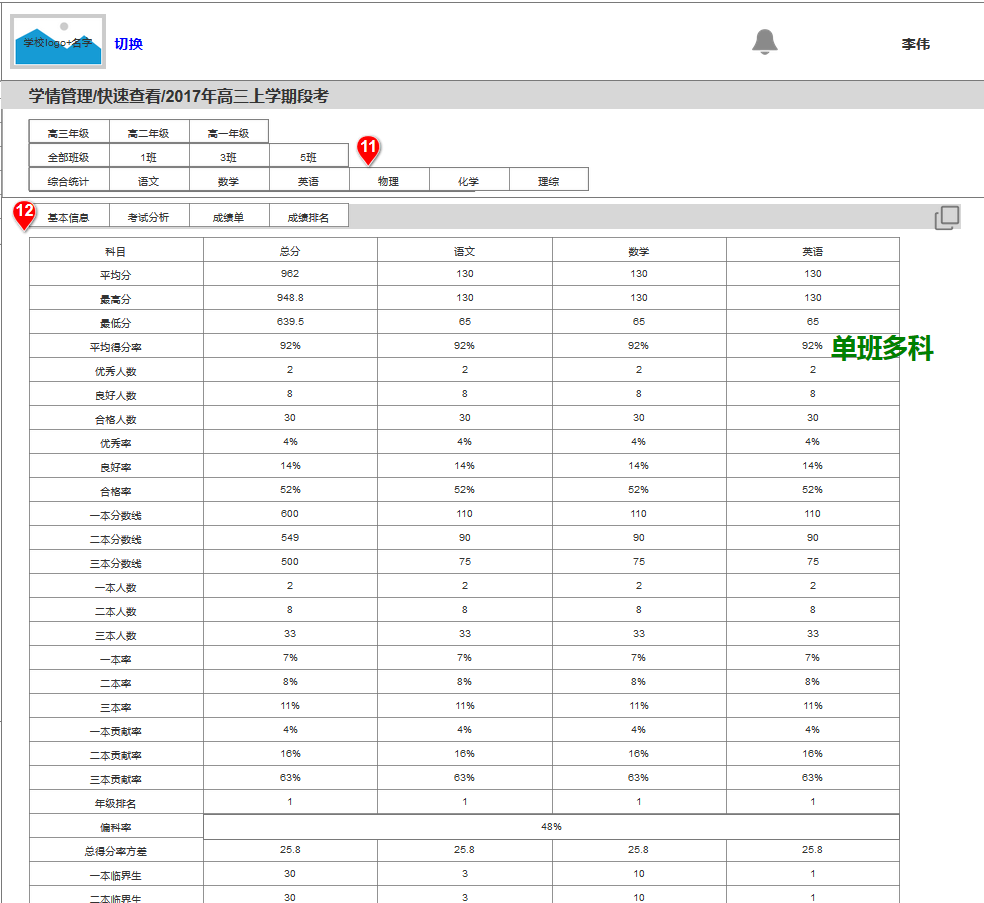 学校logo+名字 切换 李伟
学情管理/快速查看/2017年高三上学期段考
高三年级 高二年级 高一年级
全部班级 1班 3班 5班 11
综合统计 语文 数学 英语 物理 化学 理综
12 基本信息 考试分析 成绩单 成绩排名
科目 总分 语文 数学 英语
平均分 962 130 130 130
最高分 948.8 130 130 130
最低分 639.5 65 65 65
平均得分率 92% 92% 92% 92% 单班多科
优秀人数 2 2 2 2
良好人数 8 8 8 8
合格人数 30 30 30 30
优秀率 4% 4% 4% 4%
良好率 14% 14% 14% 14%
合格率 52% 52% 52% 52%
一本分数线 600 110 110 110
二本分数线 549 90 90 90
三本分数线 500 75 75 75
一本人数 2 2 2 2
二本人数 8 8 8 8
三本人数 33 33 33 33
一本率 7% 7% 7% 7%
二本率 8% 8% 8% 8%
三本率 11% 11% 11% 11%
一本贡献率 4% 4% 4% 4%
二本贡献率 16% 16% 16% 16%
三本贡献率 63% 63% 63% 63%
年级排名 1 1 1 1
偏科率 48%
总得分率方差 25.8 25.8 25.8 25.8
一本临界生 30 3 10 1
二本临界生 30 3 10 1